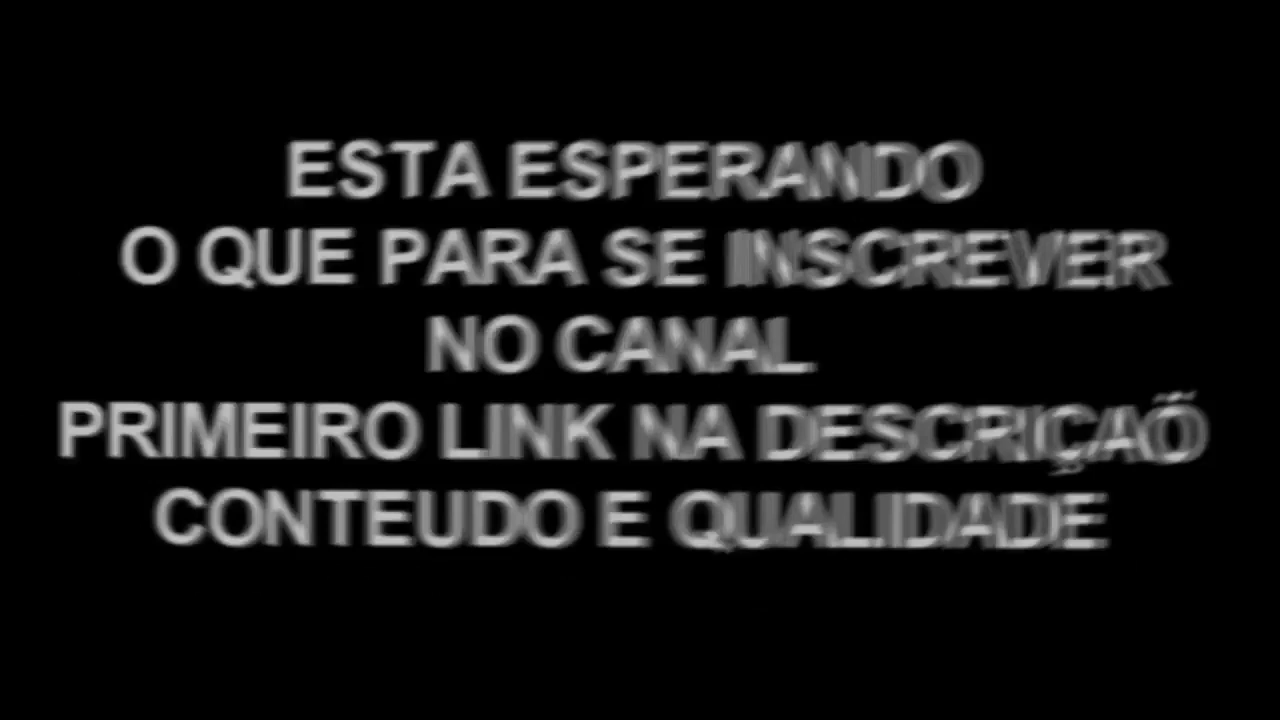 ESTA ESPERANDO
O QUE PARA SE INSCREVER
NO CANAL
PRIMEIRO LINK NA DESCRIÇAÕ
CONTEUDO E QUALIDADE